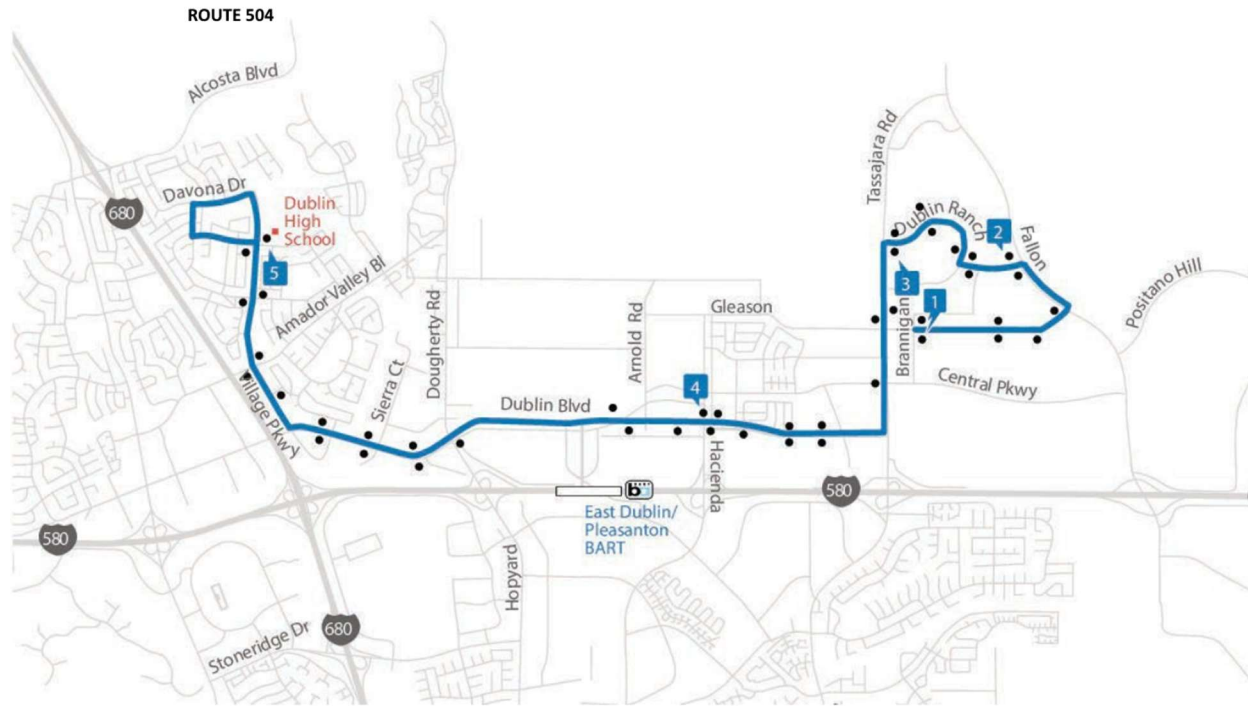 ROUTE 504
Alcosta Blvd
Tassajara Rd
Davona Dr
680
Dublin
High
School
Dublin Ranch
Fallon
2
5
3
Amador Valley Bl
Positano Hill
1
Dougherty Rd
Arnold Rd
Gleason
Brannigan
Central Pkwy
4
Sierra Ct
Dublin Blvd
Village Pkwy
Hacienda
b
580
East Dublin/
Pleasanton
BART
580
Hopyard
680
Stoneridge Dr